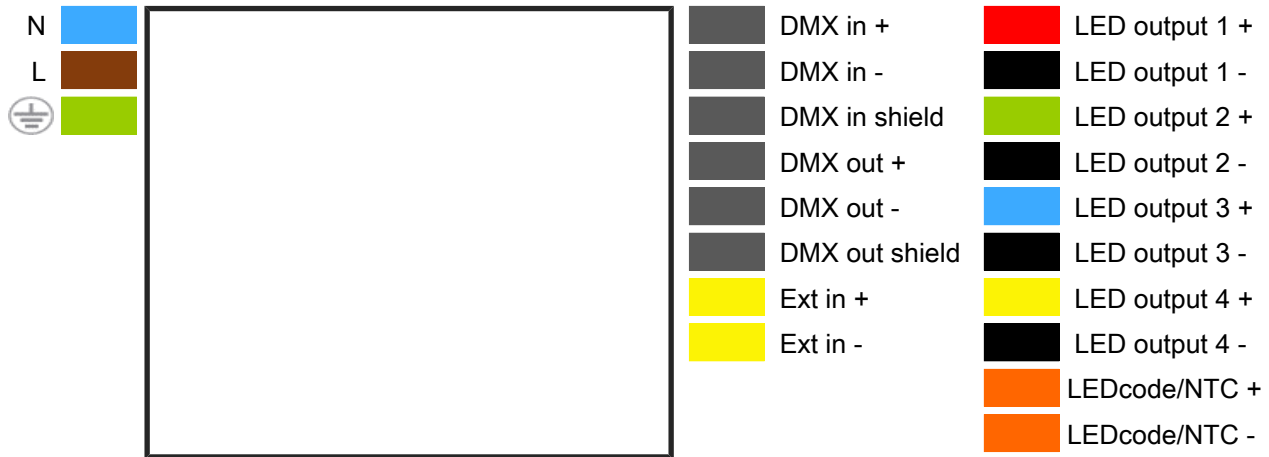 N
L
DMX in +
DMX in -
DMX in shield
DMX out +
DMX out -
DMX out shield
Ext in +
Ext in -
LED output 1 +
LED output 1 -
LED output 2 +
LED output 2 -
LED output 3 +
LED output 3 -
LED output 4 +
LED output 4 -
LEDcode/NTC +
LEDcode/NTC -